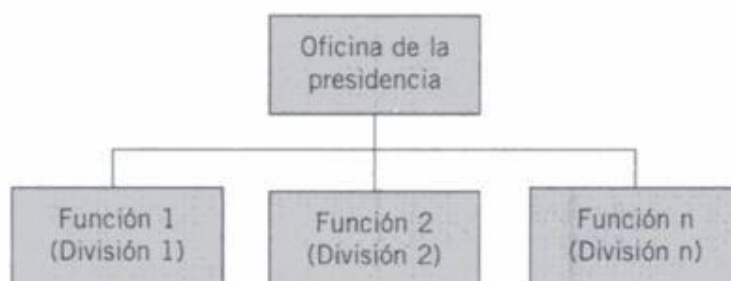 Oficina de la
presidencia
Función 1
(División 1)
Función 2
(División 2)
Función n
(División n)